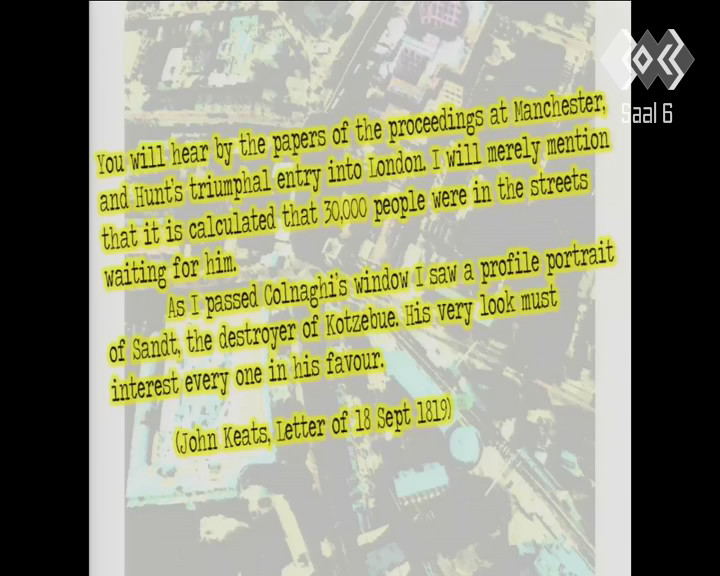 Saal 6
You will hear by the papers of the proceedings at Manchester,
and Hunt's triumphal entry into London. I will merely mention
that it is calculated that 30,000 people were in the streets
waiting for him.
As I passed Colnaghi's window I saw a profile portrait
of Sandt, the destroyer of Kotzebue. His very look must
interest every one in his favour.
(John Keats, Letter of 18 Sept 1819)